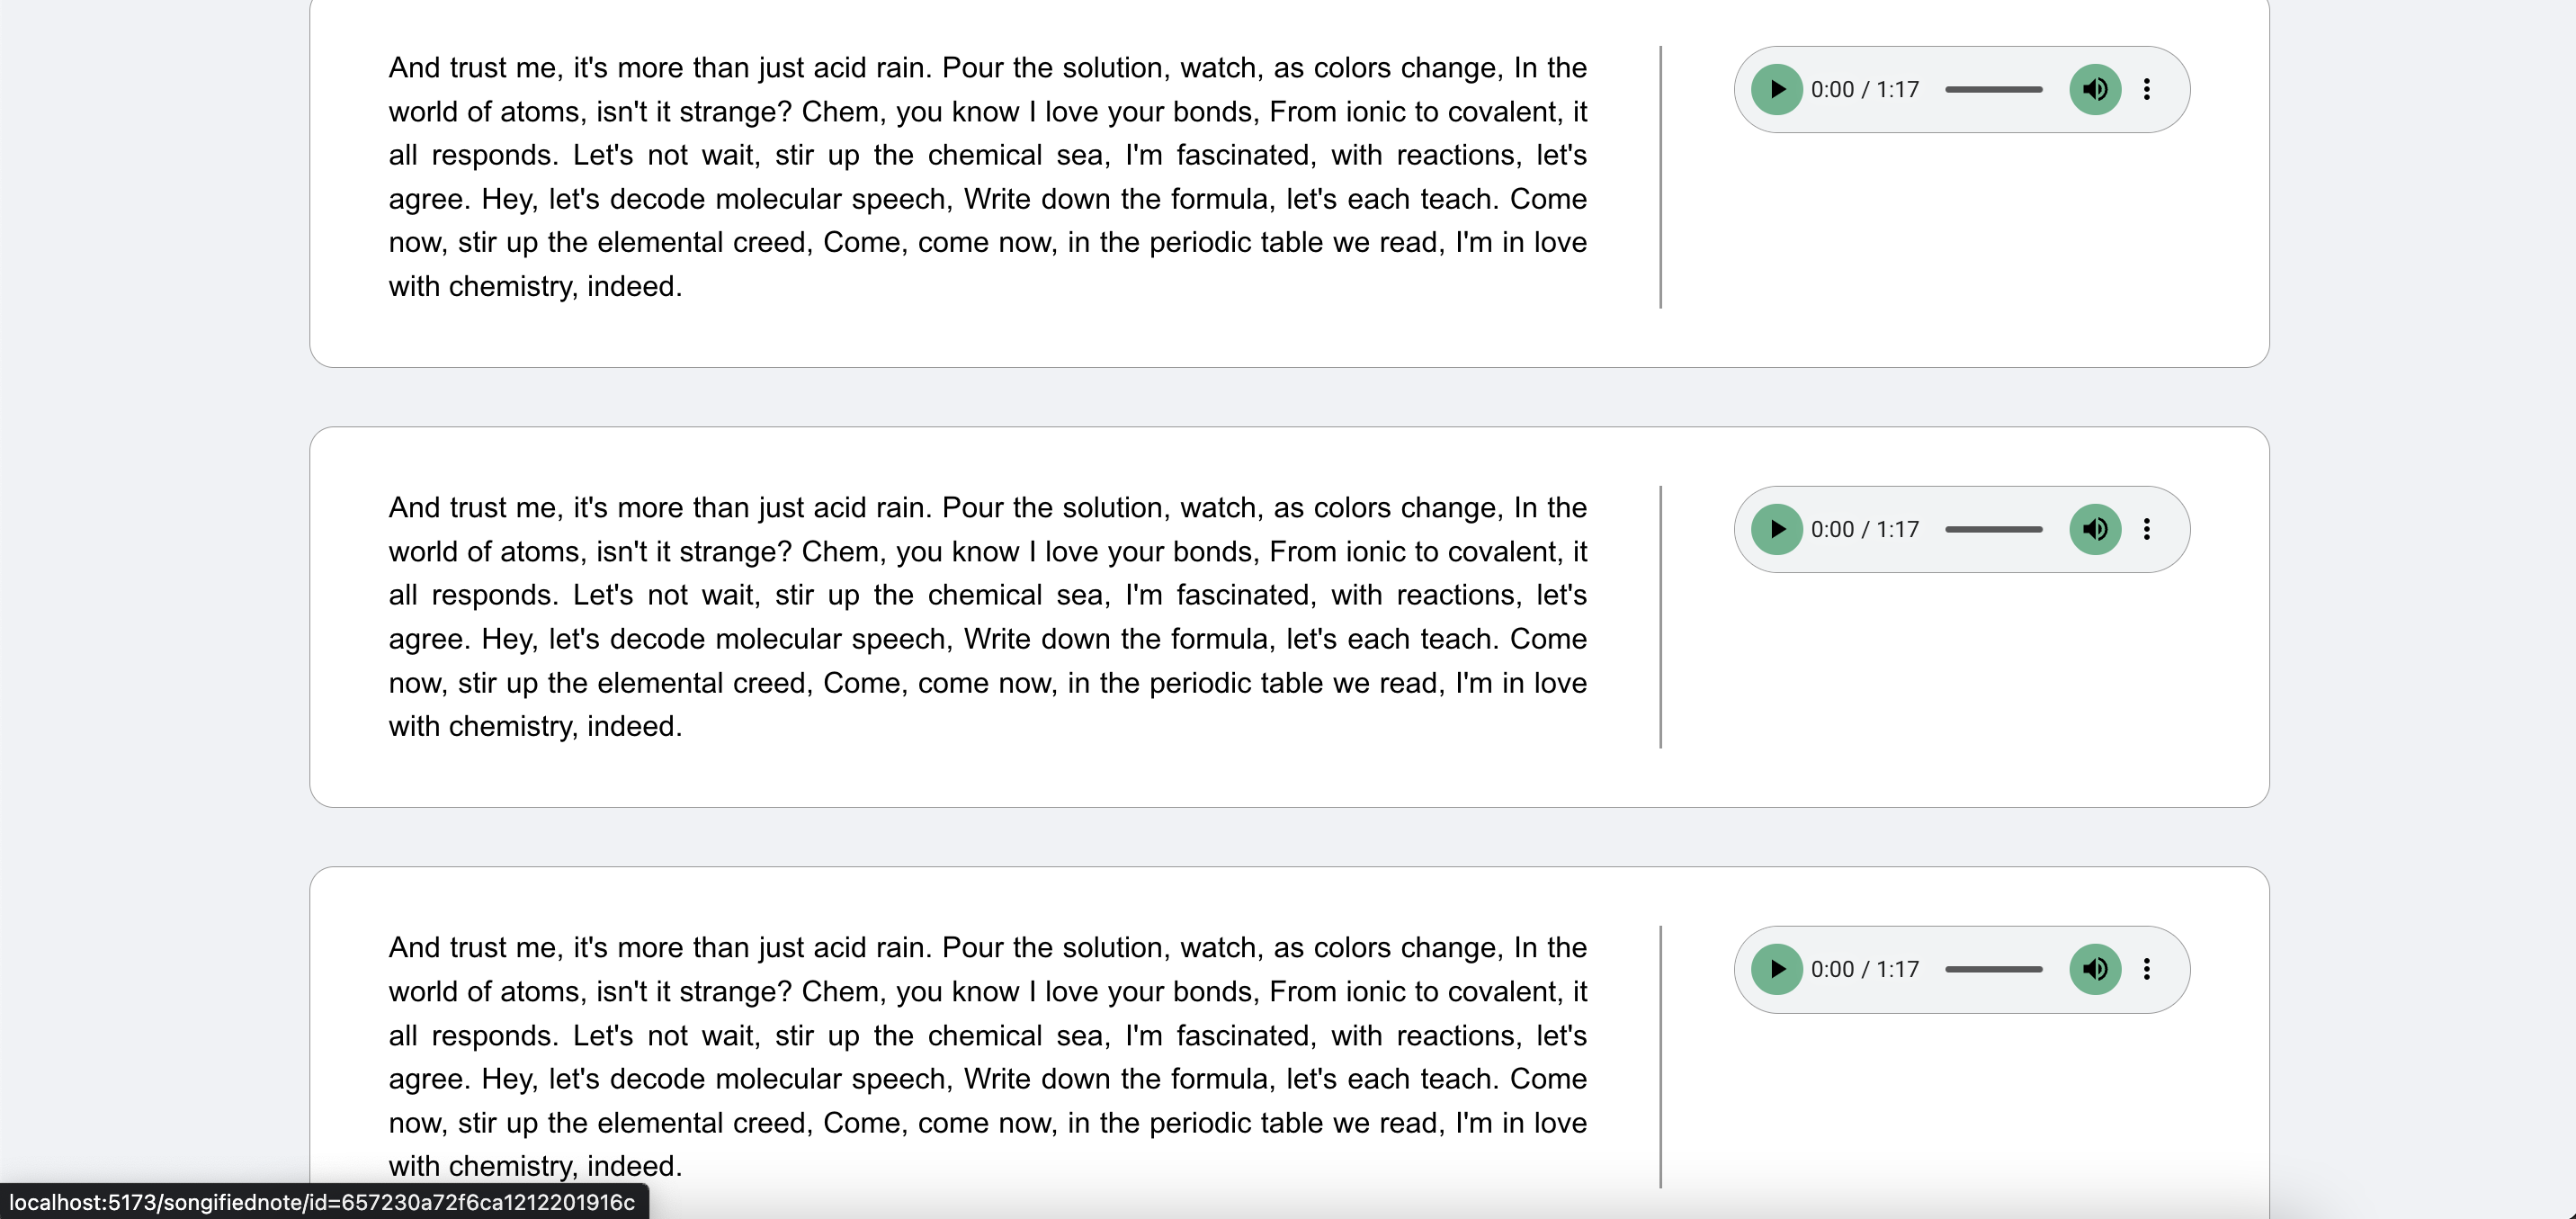 And trust me, it's more than just acid rain. Pour the solution, watch, as colors change, In the
world of atoms, isn't it strange? Chem, you know I love your bonds, From ionic to covalent, it
all responds. Let's not wait, stir up the chemical sea, I'm fascinated, with reactions, let's
agree. Hey, let's decode molecular speech, Write down the formula, let's each teach. Come
now, stir up the elemental creed, Come, come now, in the periodic table we read, I'm in love
with chemistry, indeed.
0:00 / 1:17
And trust me, it's more than just acid rain. Pour the solution, watch, as colors change, In the
world of atoms, isn't it strange? Chem, you know I love your bonds, From ionic to covalent, it
all responds. Let's not wait, stir up the chemical sea, I'm fascinated, with reactions, let's
agree. Hey, let's decode molecular speech, Write down the formula, let's each teach. Come
now, stir up the elemental creed, Come, come now, in the periodic table we read, I'm in love
with chemistry, indeed.
0:00 / 1:17
And trust me, it's more than just acid rain. Pour the solution, watch, as colors change, In the
world of atoms, isn't it strange? Chem, you know I love your bonds, From ionic to covalent, it
all responds. Let's not wait, stir up the chemical sea, I'm fascinated, with reactions, let's
agree. Hey, let's decode molecular speech, Write down the formula, let's each teach. Come
now, stir up the elemental creed, Come, come now, in the periodic table we read, I'm in love
with chemistry, indeed.
0:00 / 1:17
localhost:5173/songifiednote/id=657230a72f6ca1212201916c